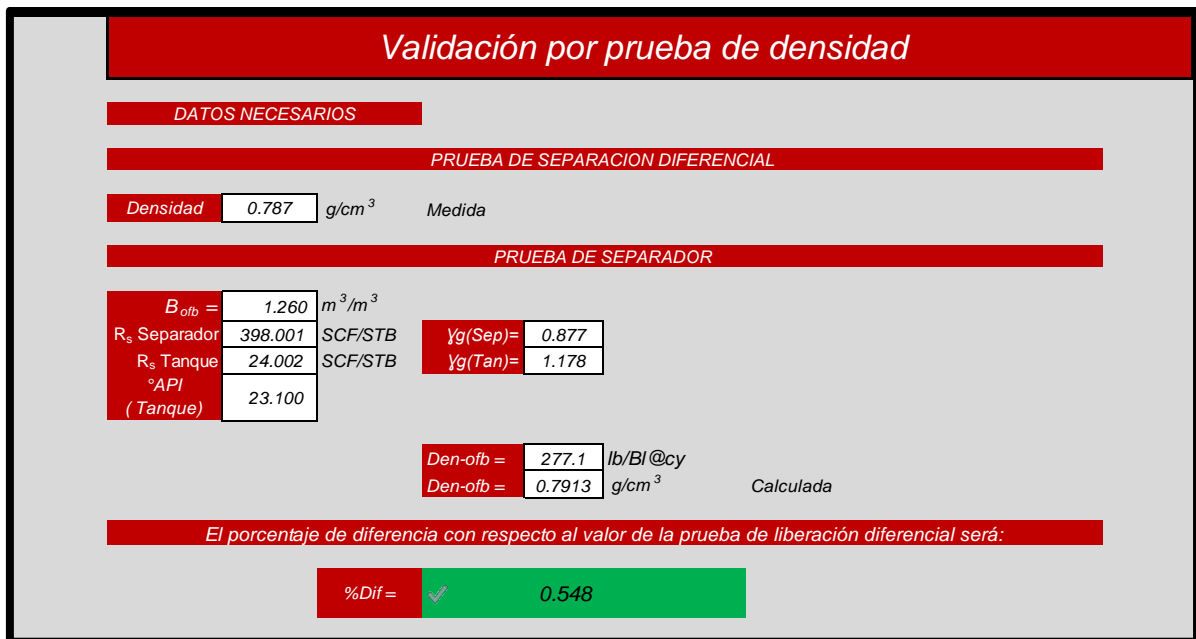 Validación por prueba de densidad
DATOS NECESARIOS
PRUEBA DE SEPARACION DIFERENCIAL
Densidad 0.787 g/cm³ Medida
PRUEBA DE SEPARADOR
Bofb = 1.260 m³/m³
Rs Separador 398.001 SCF/STB Ɣg(Sep)= 0.877
Rs Tanque 24.002 SCF/STB Ɣg(Tan)= 1.178
°API
( Tanque) 23.100
Den-ofb = 277.1 lb/Bl@cy
Den-ofb = 0.7913 g/cm³ Calculada
El porcentaje de diferencia con respecto al valor de la prueba de liberación diferencial será:
%Dif = 0.548